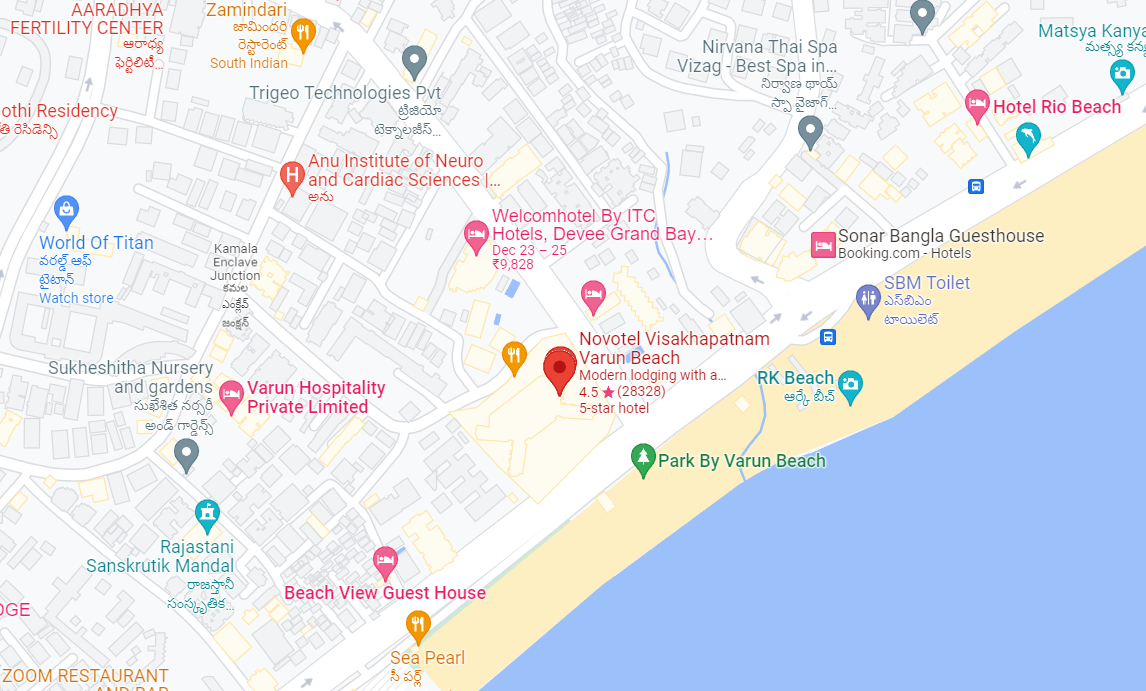 AARADHYA
FERTILITY CENTER
ఆరాధ్య
ఫెర్టిలిటీ...
Zamindari
జామిందరి
రెస్టారెంట్
South Indian
Trigeo Technologies Pvt
ట్రిజియో
టెక్నాలజీస్...
Nirvana Thai Spa
Vizag - Best Spa in...
నిర్వాణ థాయ్
స్పా వైజాగ్...
Matsya Kanya
మత్స్య కన్య
Hotel Rio Beach
othi Residency
తి రెసిడెన్సి
Anu Institute of Neuro
and Cardiac Sciences |...
అను
World Of Titan
వరల్డ్ ఆఫ్
టైటాన్
Watch store
Kamala
Enclave
Junction
కమల
ఎంక్లేవ్
జంక్షన్
Welcomhotel By ITC
Hotels, Devee Grand Bay...
Dec 23 – 25
₹9,828
Sonar Bangla Guesthouse
Booking.com - Hotels
SBM Toilet
ఎస్‌బిఎం
టాయిలెట్
Novotel Visakhapatnam
Varun Beach
Modern lodging with a...
4.5 ★ (28328)
5-star hotel
RK Beach
ఆర్కే బీచ్
Sukheshitha Nursery
and gardens
సుఖేశిత నర్సరీ
అండ్ గార్డెన్స్
Varun Hospitality
Private Limited
Park By Varun Beach
Rajastani
Sanskrutik Mandal
రాజస్తానీ
సంస్కృతిక...
Beach View Guest House
DGE
Sea Pearl
సీ పర్ల్
ZOOM RESTAURANT
AND BAR